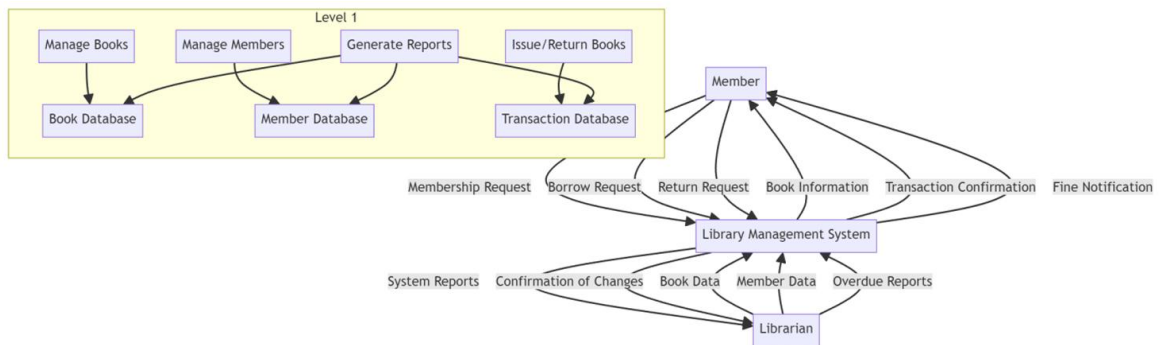 Level 1
Manage Books
Manage Members
Generate Reports
Issue/Return Books
Book Database
Member Database
Transaction Database
Member
Membership Request
Borrow Request
Return Request
Book Information
Transaction Confirmation
Fine Notification
Library Management System
System Reports
Confirmation of Changes
Book Data
Member Data
Overdue Reports
Librarian